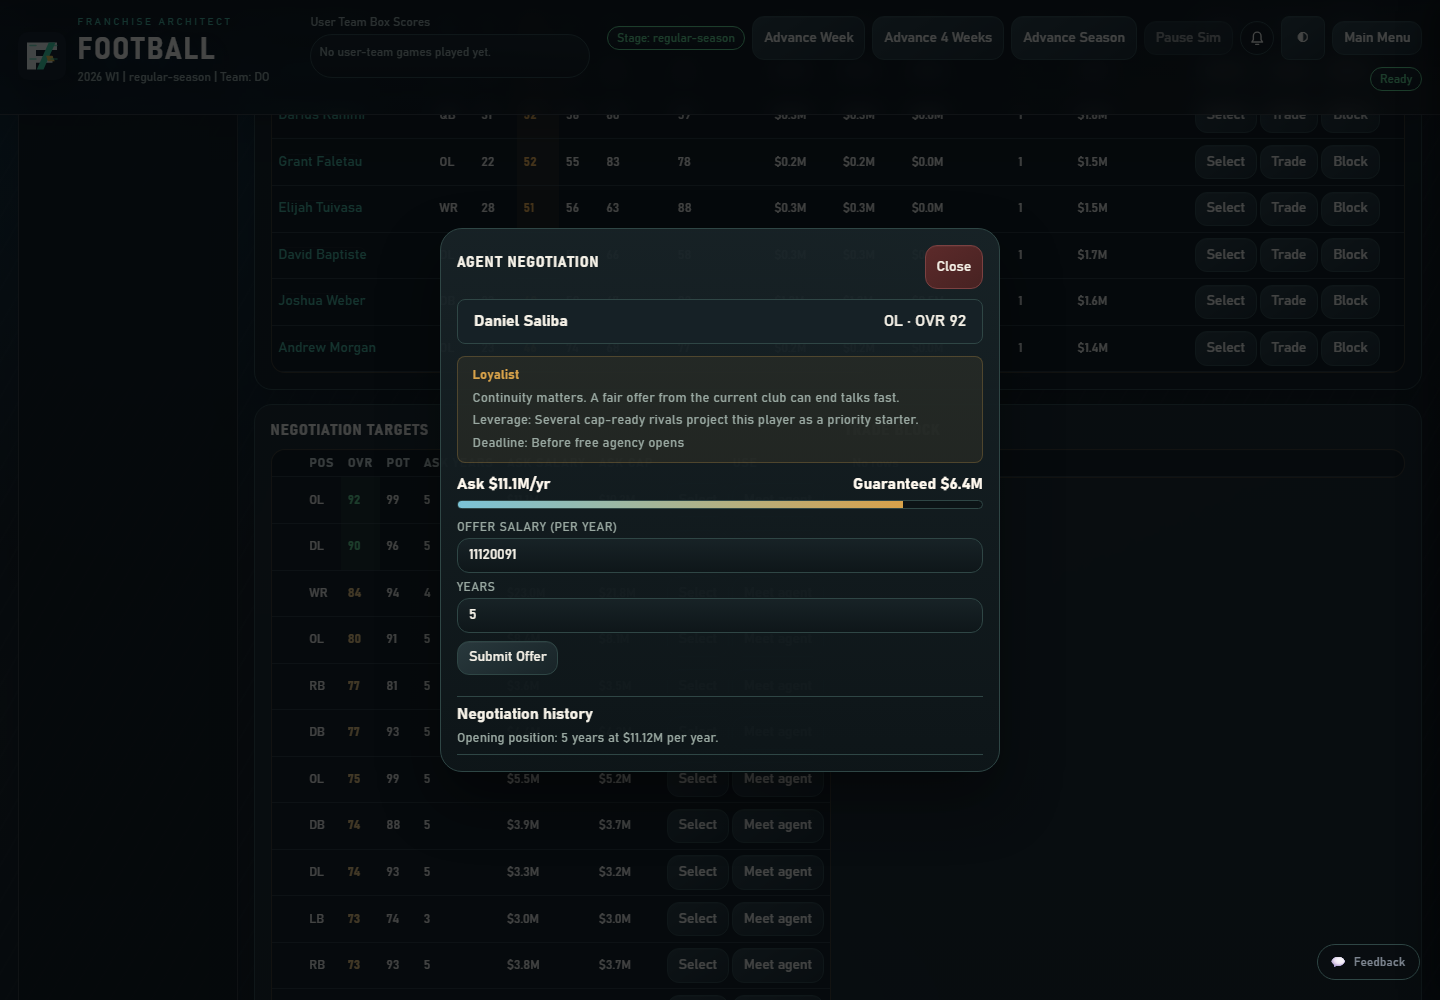 FRANCHISE ARCHITECT
FOOTBALL
2026 W1 | regular-season | Team: DO
User Team Box Scores
No user-team games played yet.
Stage: regular-season
Advance Week
Advance 4 Weeks
Advance Season
Pause Sim
Main Menu
Ready
Grant Faletau OL 22 52 55 83 78 $0.2M $0.2M $0.0M 1 $1.5M Select Trade Block
Elijah Tuivasa WR 28 51 56 63 88 $0.3M $0.3M $0.0M 1 $1.5M Select Trade Block
David Baptiste 1 $1.7M Select Trade Block
Joshua Weber 1 $1.6M Select Trade Block
Andrew Morgan 1 $1.4M Select Trade Block
AGENT NEGOTIATION
Close
Daniel Saliba OL · OVR 92
Loyalist
Continuity matters. A fair offer from the current club can end talks fast.
Leverage: Several cap-ready rivals project this player as a priority starter.
Deadline: Before free agency opens
Ask $11.1M/yr Guaranteed $6.4M
OFFER SALARY (PER YEAR)
11120091
YEARS
5
Submit Offer
Negotiation history
Opening position: 5 years at $11.12M per year.
NEGOTIATION TARGETS
POS OVR POT
OL 92 99 5
DL 90 96 5
WR 84 94 4
OL 80 91 5
RB 77 81 5
DB 77 93 5
OL 75 99 5 $5.5M $5.2M Select Meet agent
DB 74 88 5 $3.9M $3.7M Select Meet agent
DL 74 93 5 $3.3M $3.2M Select Meet agent
LB 73 74 3 $3.0M $3.0M Select Meet agent
RB 73 93 5 $3.8M $3.7M Select Meet agent
Feedback